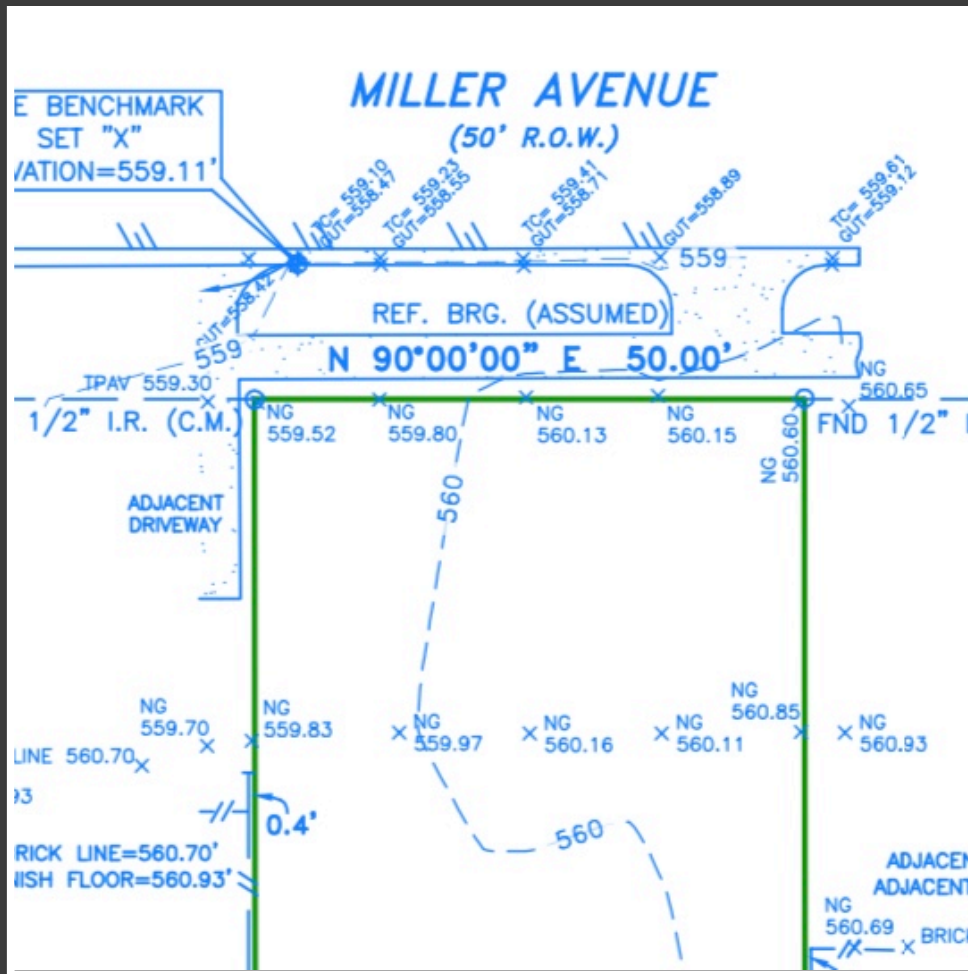 E BENCHMARK
SET "X"
VATION=559.11'
MILLER AVENUE
(50' R.O.W.)
TC= 559.10
GUT=558.47
TC= 559.23
GUT=558.55
TC= 559.41
GUT=558.71
GUT=558.89
TC= 559.61
GUT=559.12
559
GUT=558.42
559
REF. BRG. (ASSUMED)
N 90°00'00" E 50.00'
TPAV 559.30
1/2" I.R. (C.M.)
NG
559.52
NG
559.80
NG
560.13
NG
560.15
NG
560.60
NG
560.65
FND 1/2"
560
ADJACENT
DRIVEWAY
NG
559.70
NG
559.83
NG
559.97
NG
560.16
NG
560.11
NG
560.85
NG
560.93
LINE 560.70
93
0.4'
560
RICK LINE=560.70'
NISH FLOOR=560.93'
ADJACEN
ADJACENT
NG
560.69
BRIC